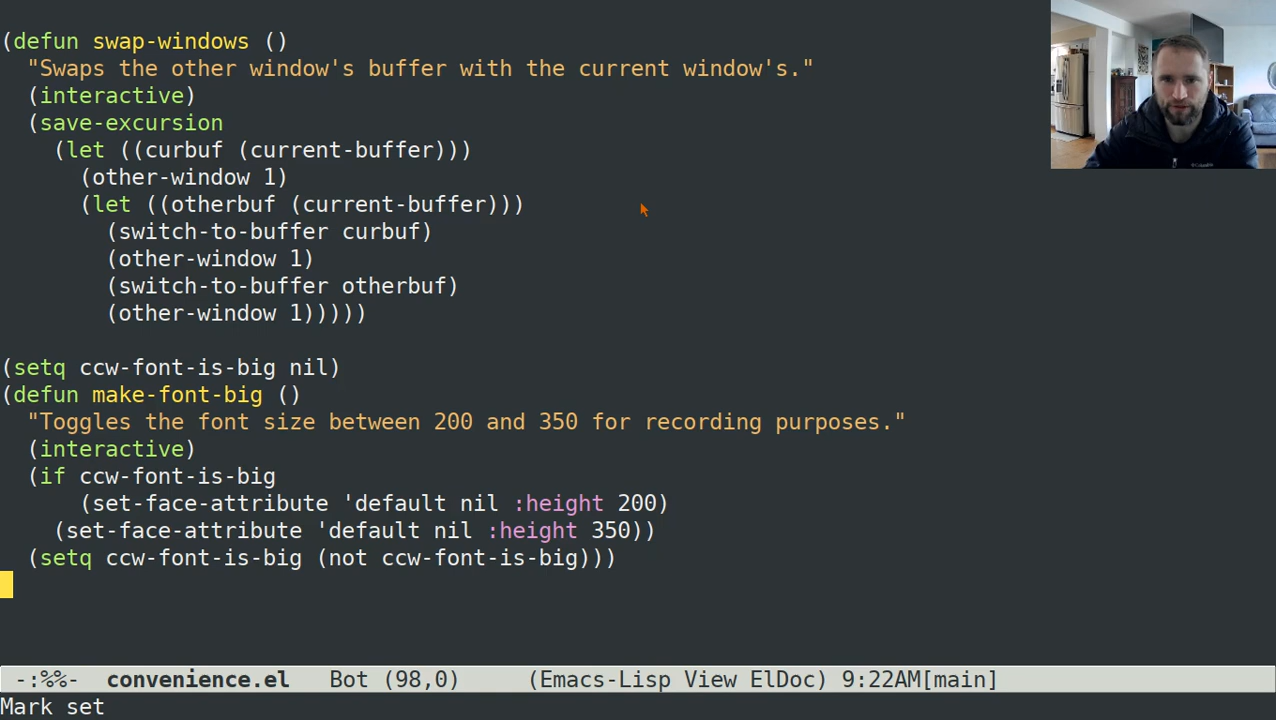 (defun swap-windows ()
  "Swaps the other window's buffer with the current window's."
  (interactive)
  (save-excursion
    (let ((curbuf (current-buffer)))
      (other-window 1)
      (let ((otherbuf (current-buffer)))
        (switch-to-buffer curbuf)
        (other-window 1)
        (switch-to-buffer otherbuf)
        (other-window 1)))))

(setq ccw-font-is-big nil)
(defun make-font-big ()
  "Toggles the font size between 200 and 350 for recording purposes."
  (interactive)
  (if ccw-font-is-big
      (set-face-attribute 'default nil :height 200)
    (set-face-attribute 'default nil :height 350))
  (setq ccw-font-is-big (not ccw-font-is-big)))
-:%%-  convenience.el   Bot (98,0)     (Emacs-Lisp View ElDoc) 9:22AM[main]
Mark set